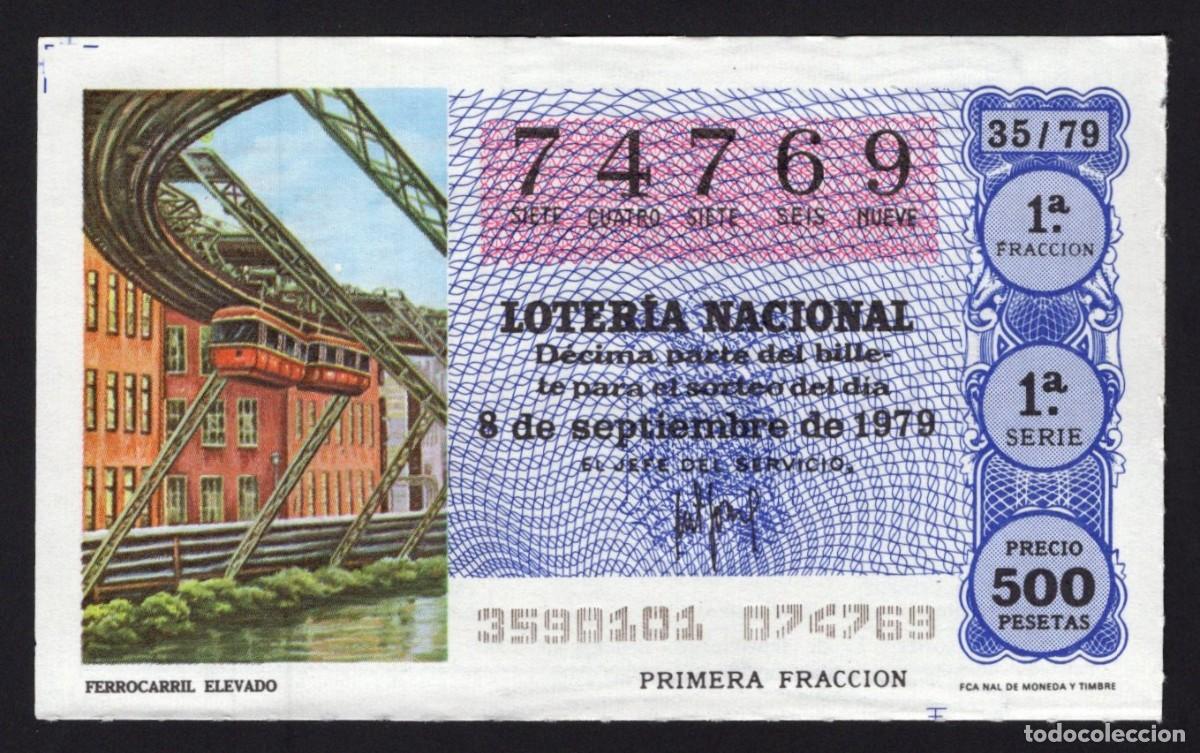 74769
SIETE CUATRO SIETE SEIS NUEVE
LOTERÍA NACIONAL
Décima parte del bille-
te para el sorteo del día
8 de septiembre de 1979
EL JEFE DEL SERVICIO,
3590101 074769
PRIMERA FRACCION
35/79
1.ª
FRACCION
1.ª
SERIE
PRECIO
500
PESETAS
FERROCARRIL ELEVADO
FCA NAL DE MONEDA Y TIMBRE
todocoleccion